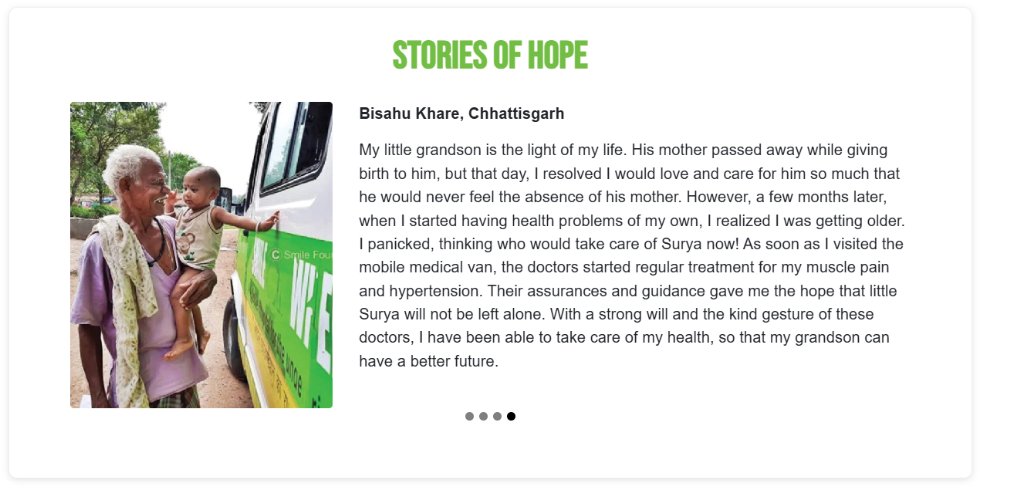 STORIES OF HOPE
Bisahu Khare, Chhattisgarh
My little grandson is the light of my life. His mother passed away while giving
birth to him, but that day, I resolved I would love and care for him so much that
he would never feel the absence of his mother. However, a few months later,
when I started having health problems of my own, I realized I was getting older.
I panicked, thinking who would take care of Surya now! As soon as I visited the
mobile medical van, the doctors started regular treatment for my muscle pain
and hypertension. Their assurances and guidance gave me the hope that little
Surya will not be left alone. With a strong will and the kind gesture of these
doctors, I have been able to take care of my health, so that my grandson can
have a better future.
Smile